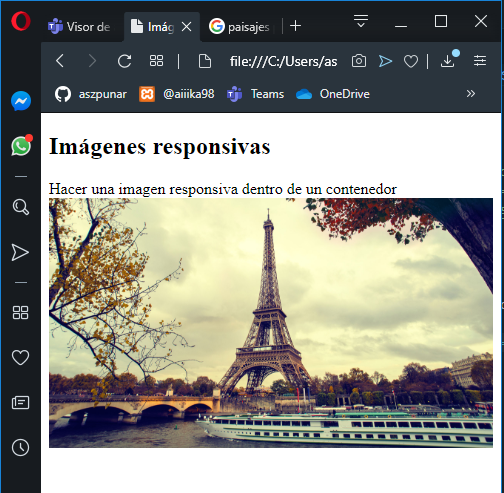 Visor de
Imág
paisajes
file:///C:/Users/as
aszpunar
@aiiika98
Teams
OneDrive
»
Imágenes responsivas
Hacer una imagen responsiva dentro de un contenedor